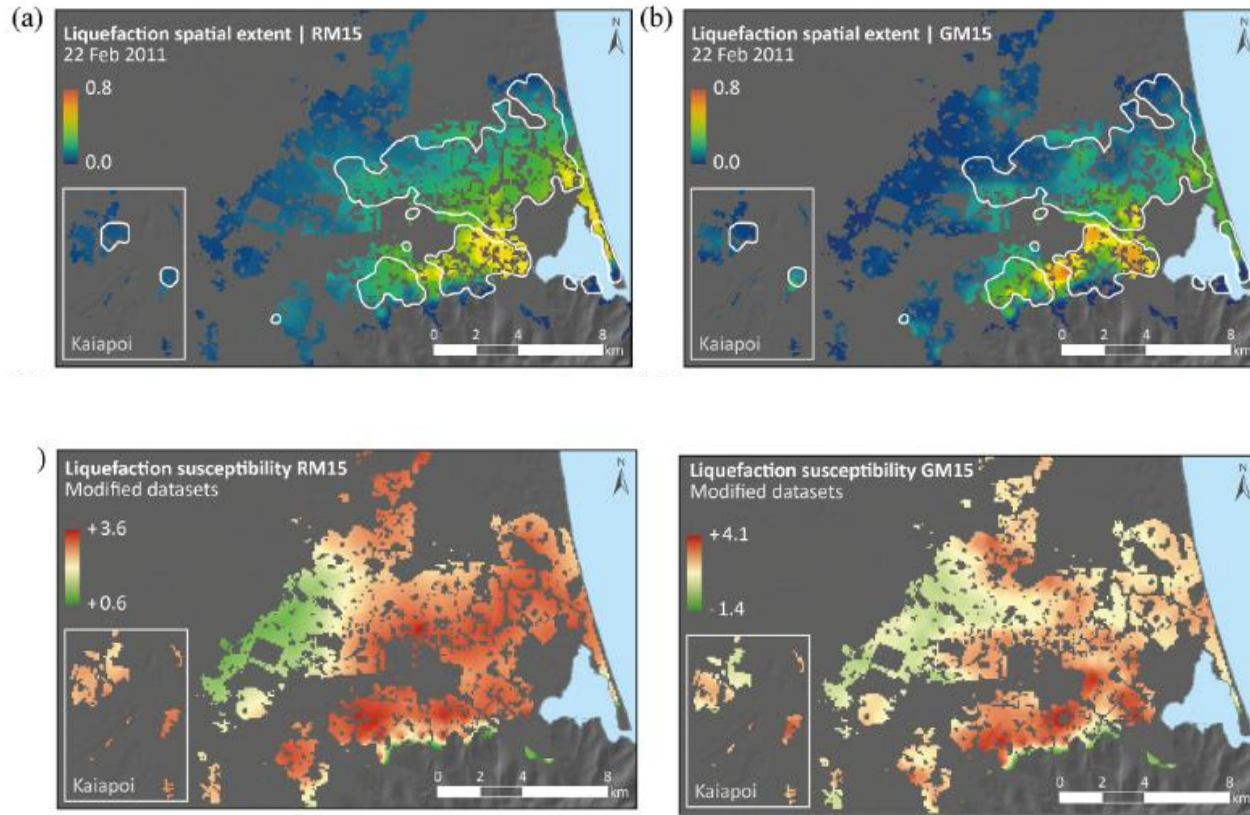 (a)
Liquefaction spatial extent | RM15
22 Feb 2011
N
0.8
0.0
Kaiapoi
0 2 4 8
km
(b)
Liquefaction spatial extent | GM15
22 Feb 2011
N
0.8
0.0
Kaiapoi
0 2 4 8
km
)
Liquefaction susceptibility RM15
Modified datasets
N
+3.6
+0.6
Kaiapoi
0 2 4 8
km
Liquefaction susceptibility GM15
Modified datasets
N
+4.1
-1.4
Kaiapoi
0 2 4 8
km